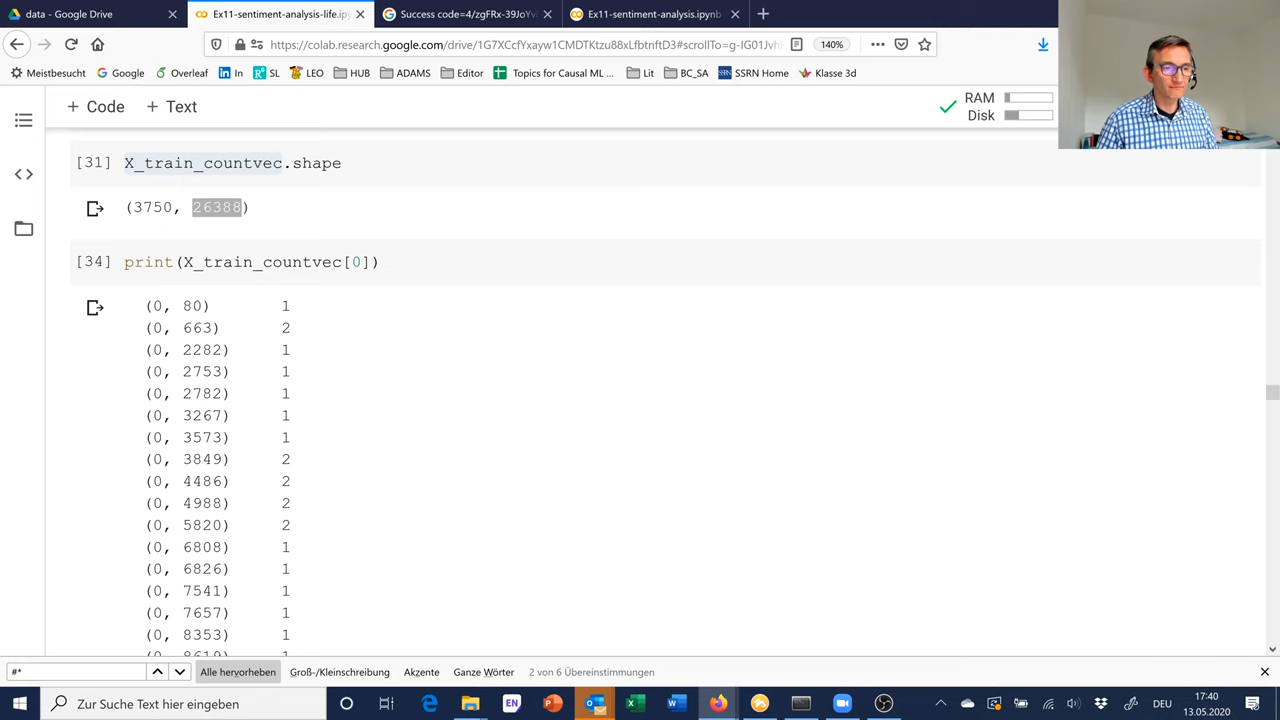 data - Google Drive
Ex11-sentiment-analysis-life.ipy
Success code=4/zgFRx-39JoYv
Ex11-sentiment-analysis.ipynb
https://colab.research.google.com/drive/1G7XCcfYxayw1CMDTKtzu88xLfbtnftD3#scrollTo=g-IG01Jvh
140%
Meistbesucht
Google
Overleaf
In
SL
LEO
HUB
ADAMS
Editor
Topics for Causal ML ...
Lit
BC_SA
SSRN Home
Klasse 3d
+ Code + Text
RAM
Disk
[31] X_train_countvec.shape
(3750, 26388)
[34] print(X_train_countvec[0])
(0, 80) 1
(0, 663) 2
(0, 2282) 1
(0, 2753) 1
(0, 2782) 1
(0, 3267) 1
(0, 3573) 1
(0, 3849) 2
(0, 4486) 2
(0, 4988) 2
(0, 5820) 2
(0, 6808) 1
(0, 6826) 1
(0, 7541) 1
(0, 7657) 1
(0, 8353) 1
(0, 8619) 1
#*
Alle hervorheben
Groß-/Kleinschreibung
Akzente
Ganze Wörter
2 von 6 Übereinstimmungen
Zur Suche Text hier eingeben
EN
DEU
17:40
13.05.2020